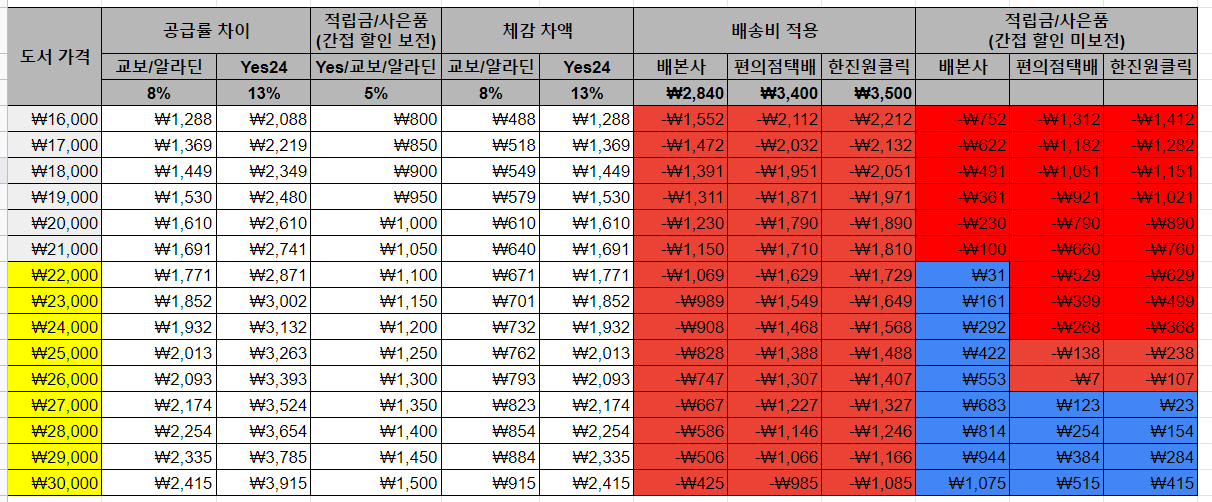 도서 가격 공급률 차이 적립금/사은품 (간접 할인 보전) 체감 차액 배송비 적용 적립금/사은품 (간접 할인 미보전)
교보/알라딘 Yes24 Yes/교보/알라딘 교보/알라딘 Yes24 배본사 편의점택배 한진원클릭 배본사 편의점택배 한진원클릭
8% 13% 5% 8% 13% ₩2,840 ₩3,400 ₩3,500
₩16,000 ₩1,288 ₩2,088 ₩800 ₩488 ₩1,288 -₩1,552 -₩2,112 -₩2,212 -₩752 -₩1,312 -₩1,412
₩17,000 ₩1,369 ₩2,219 ₩850 ₩518 ₩1,369 -₩1,472 -₩2,032 -₩2,132 -₩622 -₩1,182 -₩1,282
₩18,000 ₩1,449 ₩2,349 ₩900 ₩549 ₩1,449 -₩1,391 -₩1,951 -₩2,051 -₩491 -₩1,051 -₩1,151
₩19,000 ₩1,530 ₩2,480 ₩950 ₩579 ₩1,530 -₩1,311 -₩1,871 -₩1,971 -₩361 -₩921 -₩1,021
₩20,000 ₩1,610 ₩2,610 ₩1,000 ₩610 ₩1,610 -₩1,230 -₩1,790 -₩1,890 -₩230 -₩790 -₩890
₩21,000 ₩1,691 ₩2,741 ₩1,050 ₩640 ₩1,691 -₩1,150 -₩1,710 -₩1,810 -₩100 -₩660 -₩760
₩22,000 ₩1,771 ₩2,871 ₩1,100 ₩671 ₩1,771 -₩1,069 -₩1,629 -₩1,729 ₩31 -₩529 -₩629
₩23,000 ₩1,852 ₩3,002 ₩1,150 ₩701 ₩1,852 -₩989 -₩1,549 -₩1,649 ₩161 -₩399 -₩499
₩24,000 ₩1,932 ₩3,132 ₩1,200 ₩732 ₩1,932 -₩908 -₩1,468 -₩1,568 ₩292 -₩268 -₩368
₩25,000 ₩2,013 ₩3,263 ₩1,250 ₩762 ₩2,013 -₩828 -₩1,388 -₩1,488 ₩422 -₩138 -₩238
₩26,000 ₩2,093 ₩3,393 ₩1,300 ₩793 ₩2,093 -₩747 -₩1,307 -₩1,407 ₩553 -₩7 -₩107
₩27,000 ₩2,174 ₩3,524 ₩1,350 ₩823 ₩2,174 -₩667 -₩1,227 -₩1,327 ₩683 ₩123 ₩23
₩28,000 ₩2,254 ₩3,654 ₩1,400 ₩854 ₩2,254 -₩586 -₩1,146 -₩1,246 ₩814 ₩254 ₩154
₩29,000 ₩2,335 ₩3,785 ₩1,450 ₩884 ₩2,335 -₩506 -₩1,066 -₩1,166 ₩944 ₩384 ₩284
₩30,000 ₩2,415 ₩3,915 ₩1,500 ₩915 ₩2,415 -₩425 -₩985 -₩1,085 ₩1,075 ₩515 ₩415